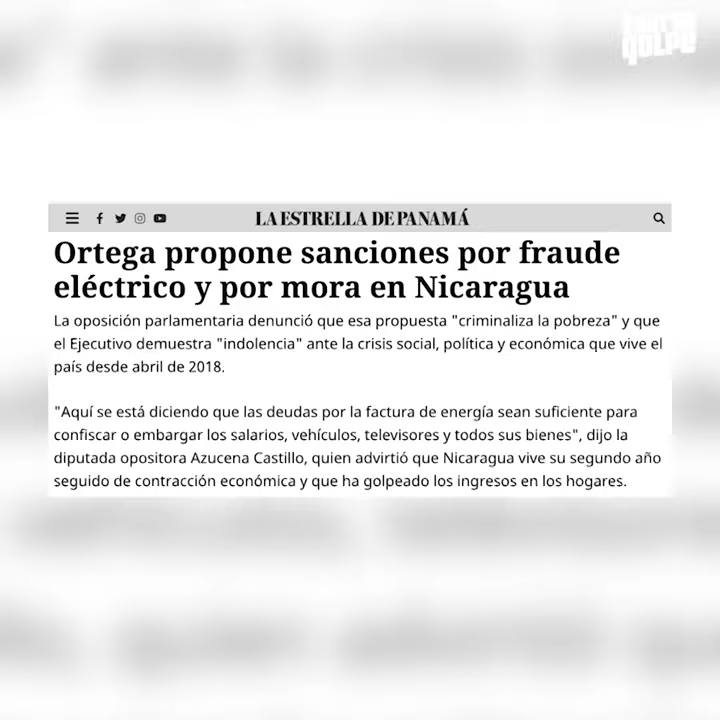 GOLPE
LA ESTRELLA DE PANAMÁ
Ortega propone sanciones por fraude
eléctrico y por mora en Nicaragua
La oposición parlamentaria denunció que esa propuesta "criminaliza la pobreza" y que
el Ejecutivo demuestra "indolencia" ante la crisis social, política y económica que vive el
país desde abril de 2018.
"Aquí se está diciendo que las deudas por la factura de energía sean suficiente para
confiscar o embargar los salarios, vehículos, televisores y todos sus bienes", dijo la
diputada opositora Azucena Castillo, quien advirtió que Nicaragua vive su segundo año
seguido de contracción económica y que ha golpeado los ingresos en los hogares.